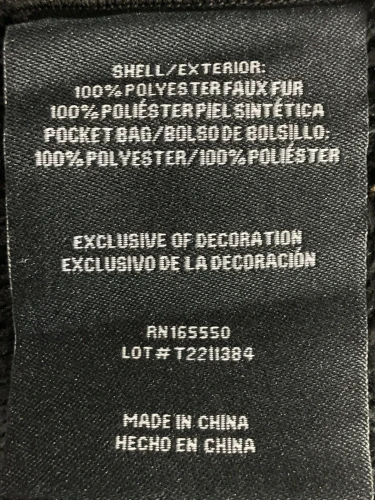 SHELL/EXTERIOR:
100% POLYESTER FAUX FUR
100% POLIÉSTER PIEL SINTÉTICA
POCKET BAG/BOLSO DE BOLSILLO:
100% POLYESTER/100% POLIÉSTER
EXCLUSIVE OF DECORATION
EXCLUSIVO DE LA DECORACIÓN
RN165550
LOT # T2211384
MADE IN CHINA
HECHO EN CHINA